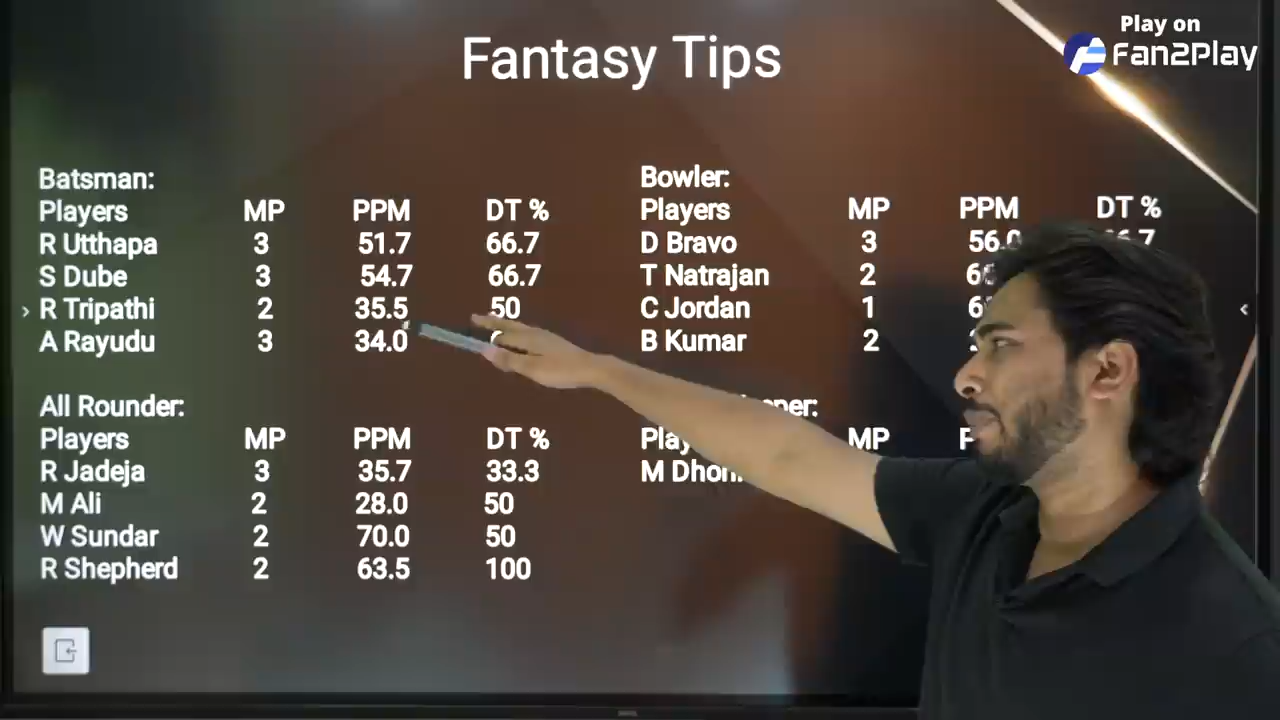 Play on
Fan2Play
Fantasy Tips
Batsman:
Players MP PPM DT %
R Utthapa 3 51.7 66.7
S Dube 3 54.7 66.7
R Tripathi 2 35.5 50
A Rayudu 3 34.0
Bowler:
Players MP PPM DT %
D Bravo 3 56.0
T Natrajan 2
C Jordan 1
B Kumar 2
All Rounder:
Players MP PPM DT %
R Jadeja 3 35.7 33.3
M Ali 2 28.0 50
W Sundar 2 70.0 50
R Shepherd 2 63.5 100
MP
M Dhoni